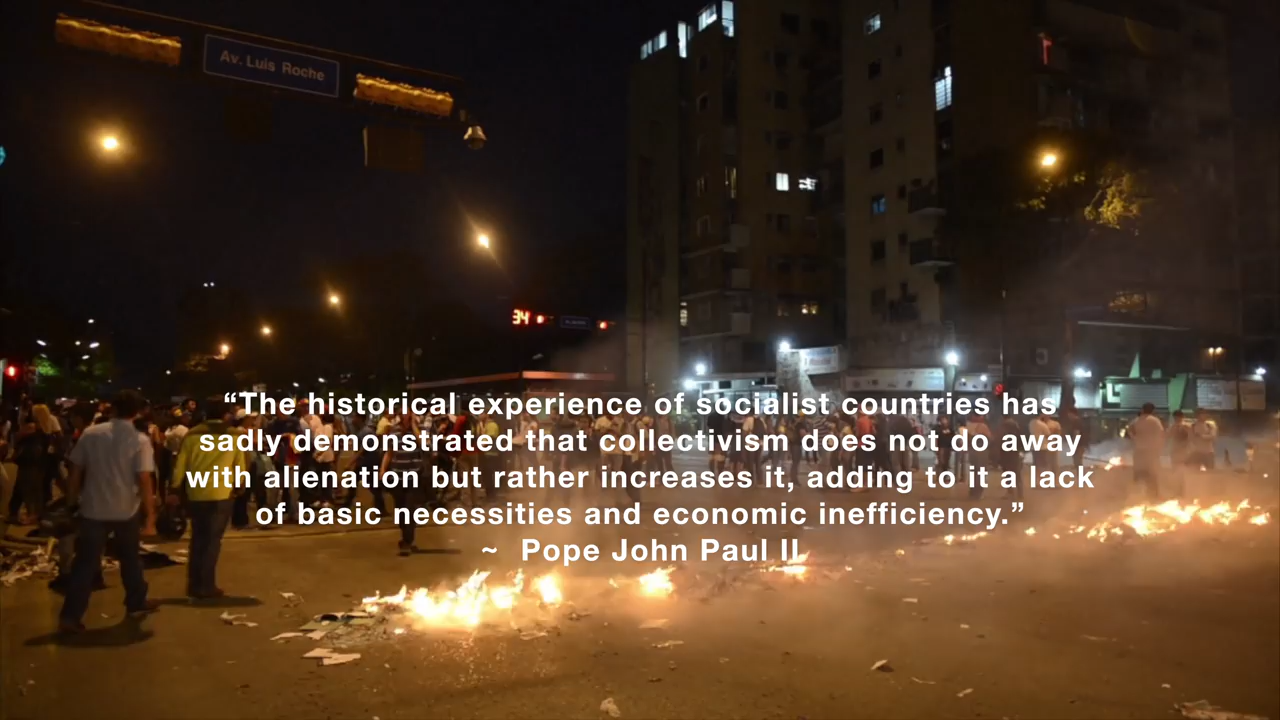 Av. Luis Roche
34
“The historical experience of socialist countries has
sadly demonstrated that collectivism does not do away
with alienation but rather increases it, adding to it a lack
of basic necessities and economic inefficiency.”
~ Pope John Paul II